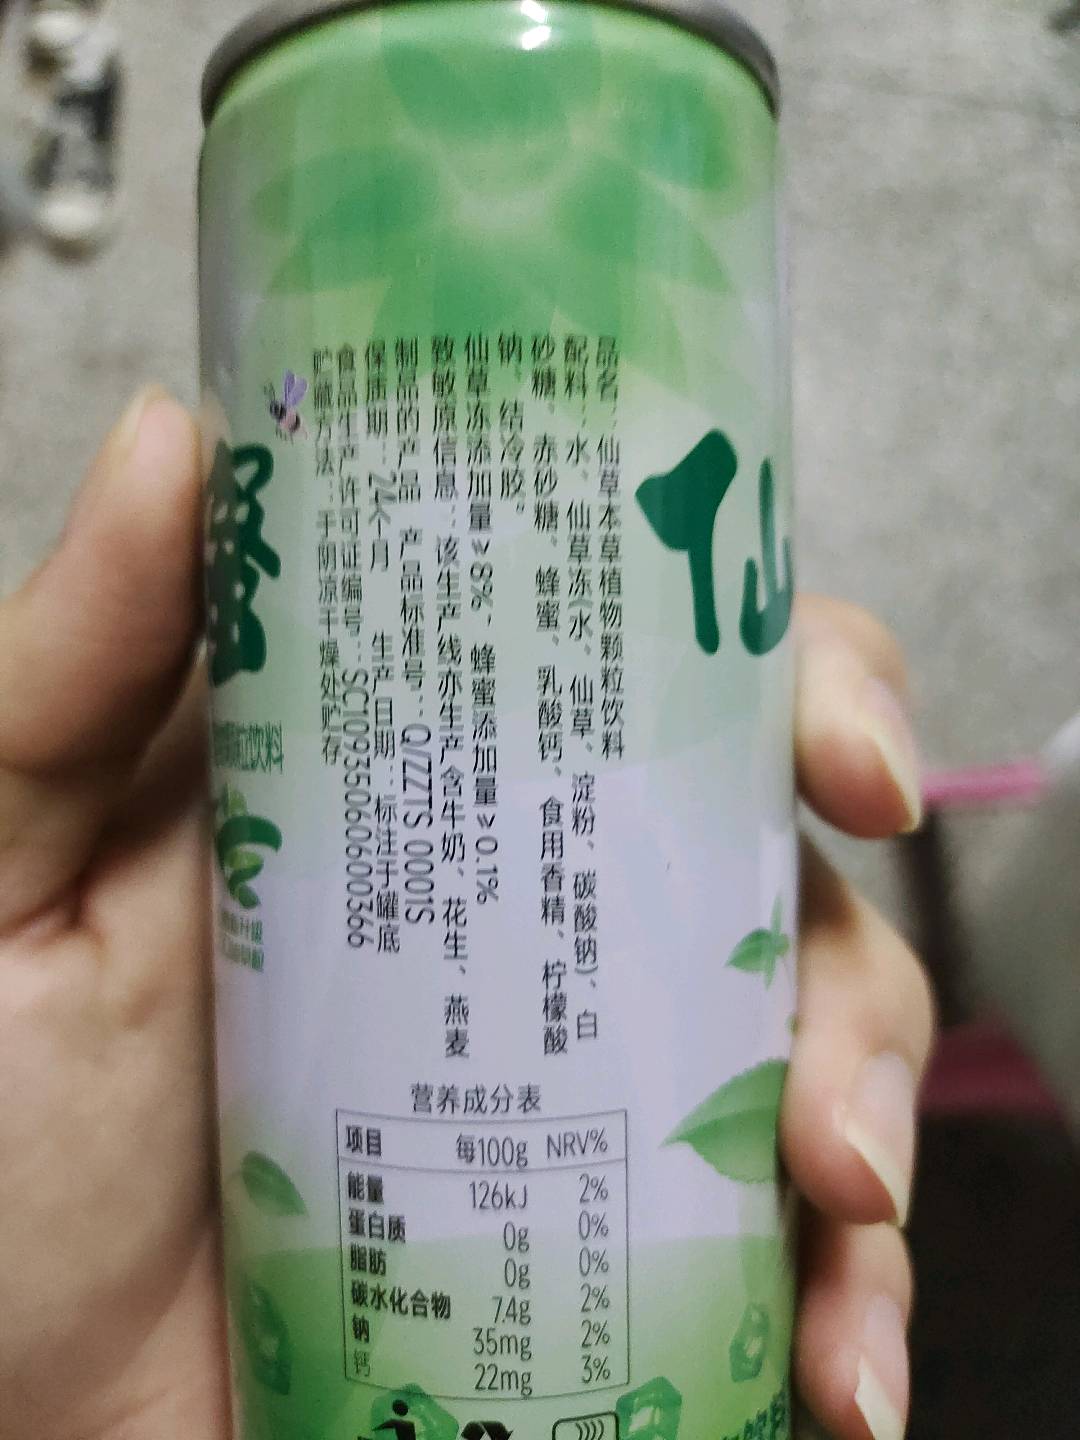 仙
品名：仙草本草植物颗粒饮料
配料：水、仙草冻(水、仙草、淀粉、碳酸钠)、白
砂糖、赤砂糖、蜂蜜、乳酸钙、食用香精、柠檬酸
钠、结冷胶。
仙草冻添加量≥8%，蜂蜜添加量≥0.1%
致敏原信息：该生产线亦生产含牛奶、花生、燕麦
制品的产品 产品标准号：Q/ZZTS 0001S
保质期：24个月 生产日期：标注于罐底
食品生产许可证编号：SC10935060600366
贮藏方法：于阴凉干燥处贮存
蜜
颗粒饮料
营养成分表
项目 每100g NRV%
能量 126kJ 2%
蛋白质 0g 0%
脂肪 0g 0%
碳水化合物 7.4g 2%
钠 35mg 2%
钙 22mg 3%